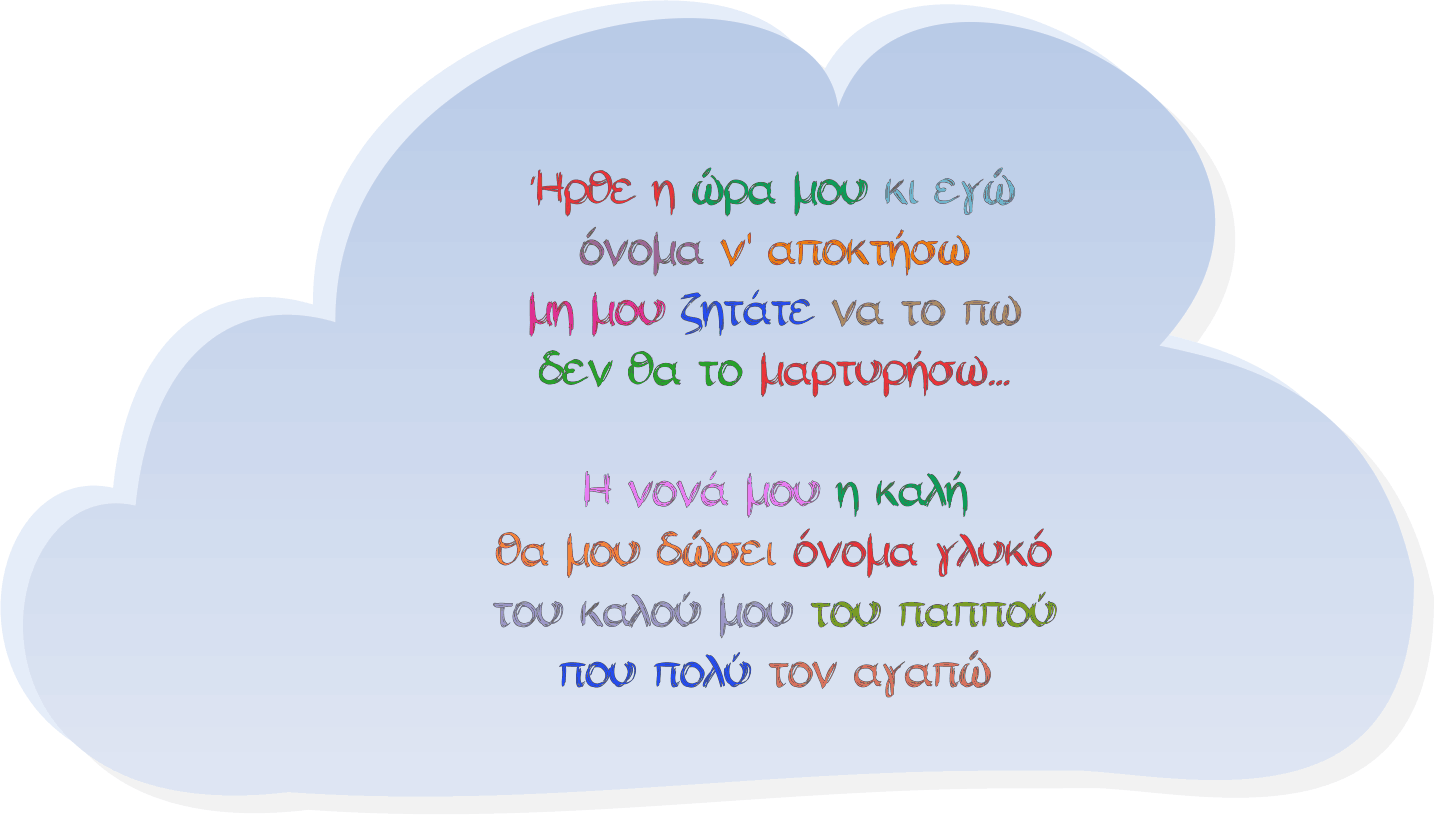 Ήρθε η ώρα μου κι εγώ
όνομα ν' αποκτήσω
μη μου ζητάτε να το πω
δεν θα το μαρτυρήσω...
Η νονά μου η καλή
θα μου δώσει όνομα γλυκό
του καλού μου του παππού
που πολύ τον αγαπώ